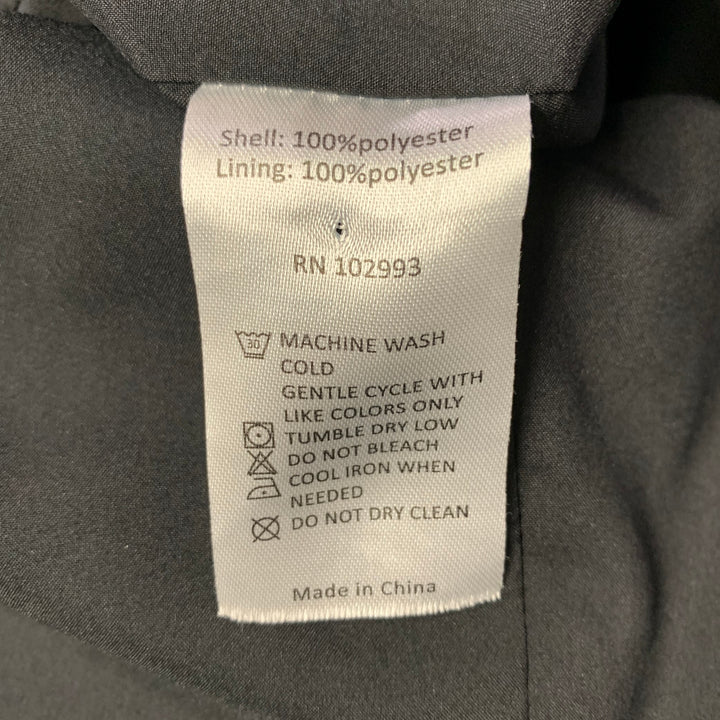 Shell: 100%polyester
Lining: 100%polyester
RN 102993
30 MACHINE WASH
COLD
GENTLE CYCLE WITH
LIKE COLORS ONLY
TUMBLE DRY LOW
DO NOT BLEACH
COOL IRON WHEN
NEEDED
DO NOT DRY CLEAN
Made in China